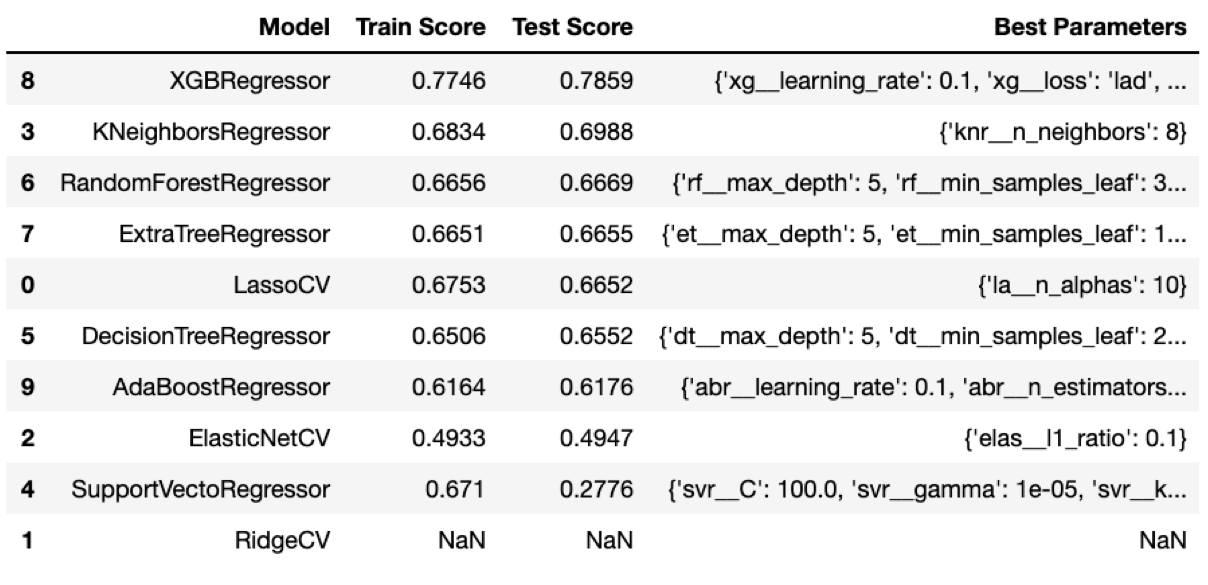 Model Train Score Test Score Best Parameters
8 XGBRegressor 0.7746 0.7859 {'xg__learning_rate': 0.1, 'xg__loss': 'lad', ...
3 KNeighborsRegressor 0.6834 0.6988 {'knr__n_neighbors': 8}
6 RandomForestRegressor 0.6656 0.6669 {'rf__max_depth': 5, 'rf__min_samples_leaf': 3...
7 ExtraTreeRegressor 0.6651 0.6655 {'et__max_depth': 5, 'et__min_samples_leaf': 1...
0 LassoCV 0.6753 0.6652 {'la__n_alphas': 10}
5 DecisionTreeRegressor 0.6506 0.6552 {'dt__max_depth': 5, 'dt__min_samples_leaf': 2...
9 AdaBoostRegressor 0.6164 0.6176 {'abr__learning_rate': 0.1, 'abr__n_estimators...
2 ElasticNetCV 0.4933 0.4947 {'elas__l1_ratio': 0.1}
4 SupportVectoRegressor 0.671 0.2776 {'svr__C': 100.0, 'svr__gamma': 1e-05, 'svr__k...
1 RidgeCV NaN NaN NaN